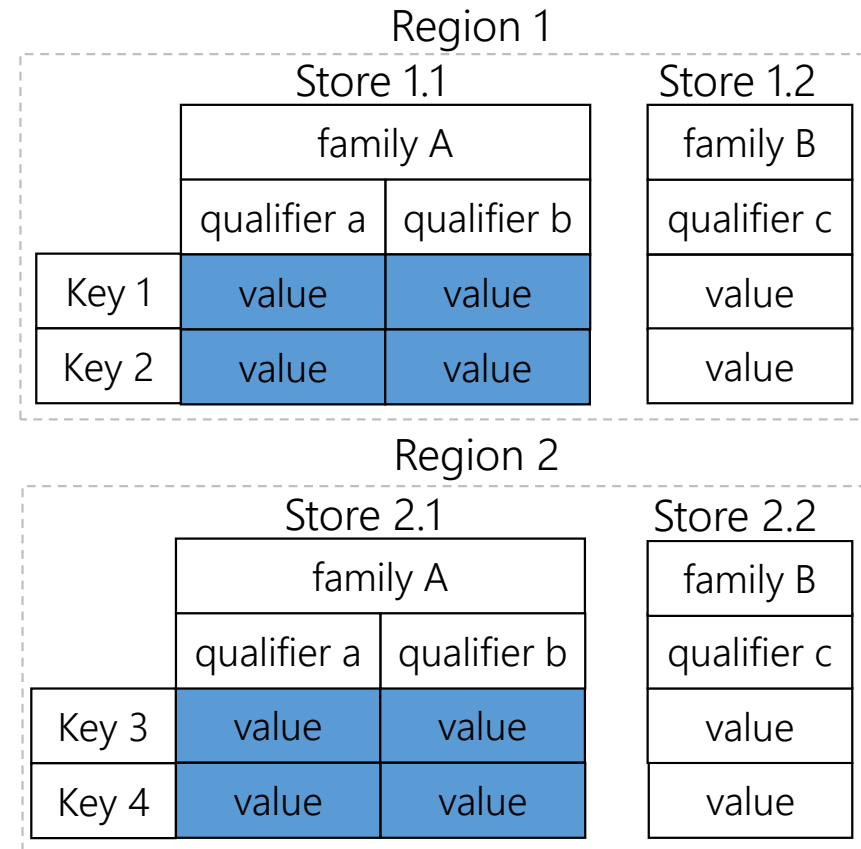 Region 1
Store 1.1 Store 1.2
family A family B
qualifier a qualifier b qualifier c
Key 1 value value value
Key 2 value value value
Region 2
Store 2.1 Store 2.2
family A family B
qualifier a qualifier b qualifier c
Key 3 value value value
Key 4 value value value